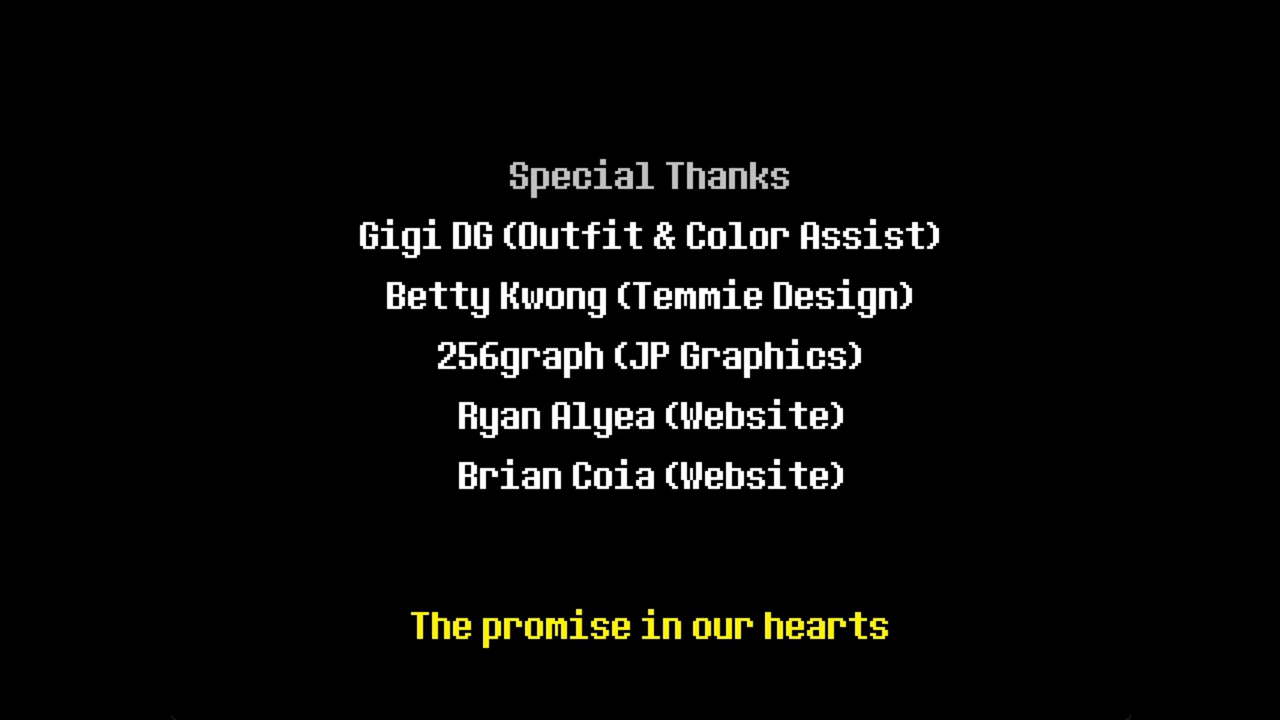 Special Thanks
Gigi DG (Outfit & Color Assist)
Betty Kwong (Temmie Design)
256graph (JP Graphics)
Ryan Alyea (Website)
Brian Coia (Website)
The promise in our hearts